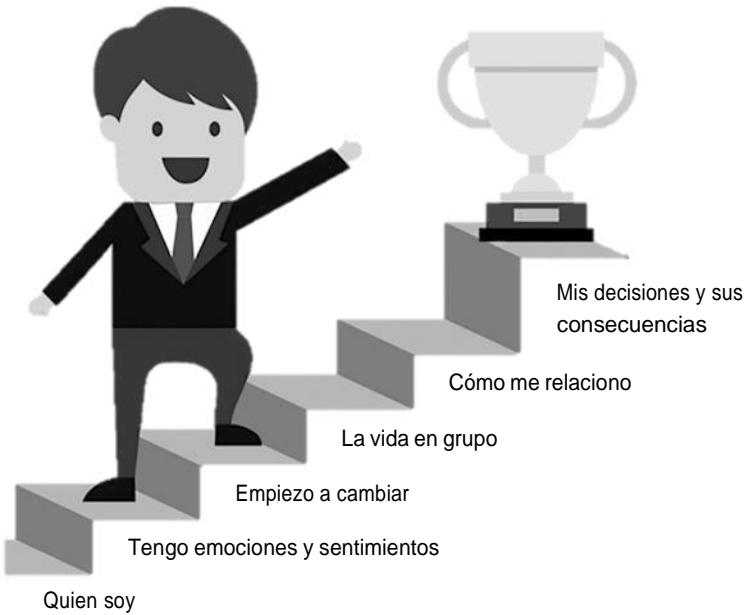 Mis decisiones y sus
consecuencias
Cómo me relaciono
La vida en grupo
Empiezo a cambiar
Tengo emociones y sentimientos
Quien soy